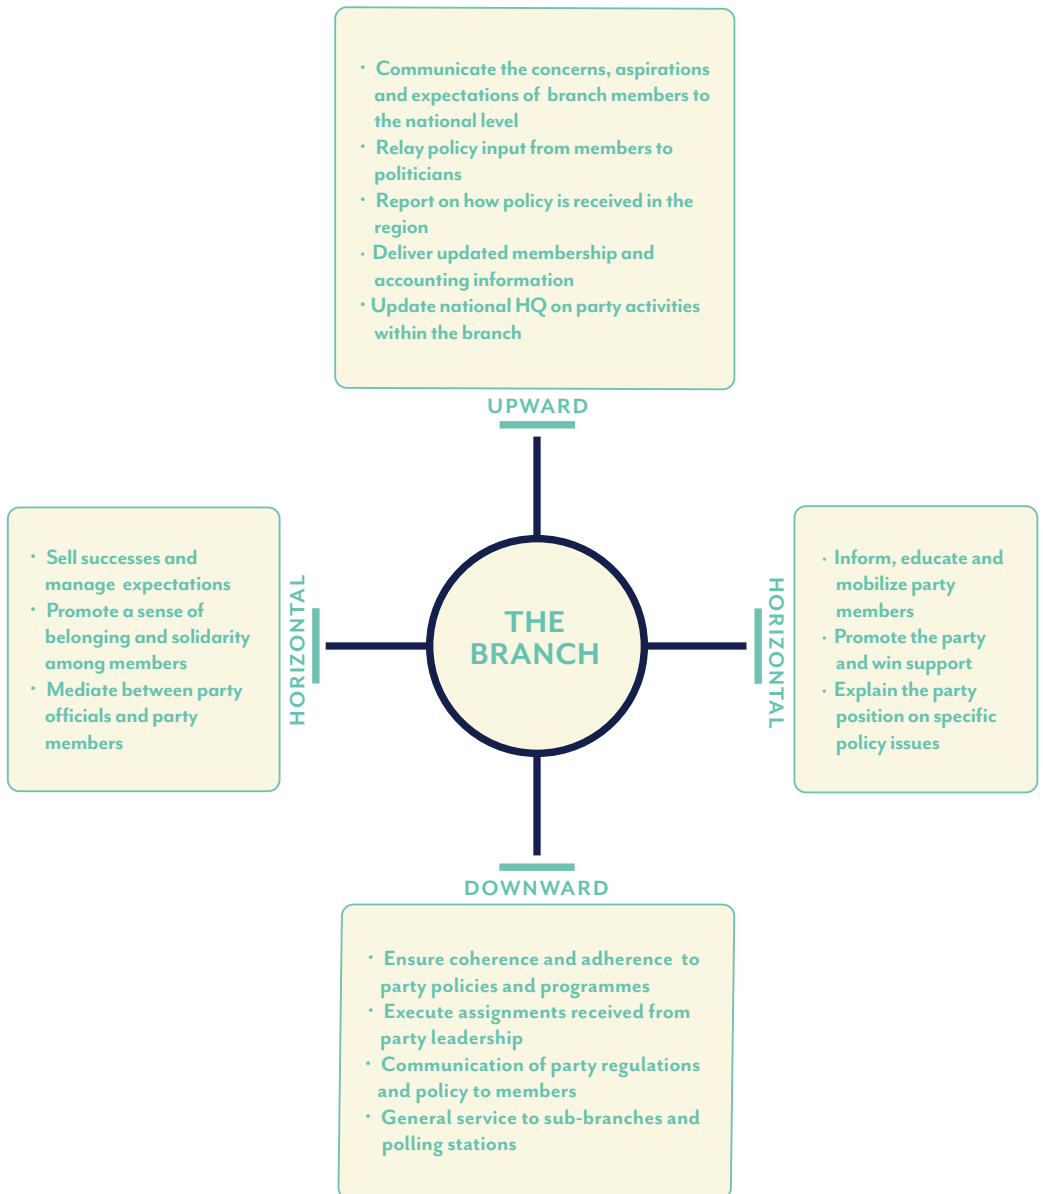 · Communicate the concerns, aspirations
and expectations of branch members to
the national level
· Relay policy input from members to
politicians
· Report on how policy is received in the
region
· Deliver updated membership and
accounting information
· Update national HQ on party activities
within the branch
UPWARD
· Sell successes and
manage expectations
· Promote a sense of
belonging and solidarity
among members
· Mediate between party
officials and party
members
HORIZONTAL
THE
BRANCH
HORIZONTAL
· Inform, educate and
mobilize party
members
· Promote the party
and win support
· Explain the party
position on specific
policy issues
DOWNWARD
· Ensure coherence and adherence to
party policies and programmes
· Execute assignments received from
party leadership
· Communication of party regulations
and policy to members
· General service to sub-branches and
polling stations